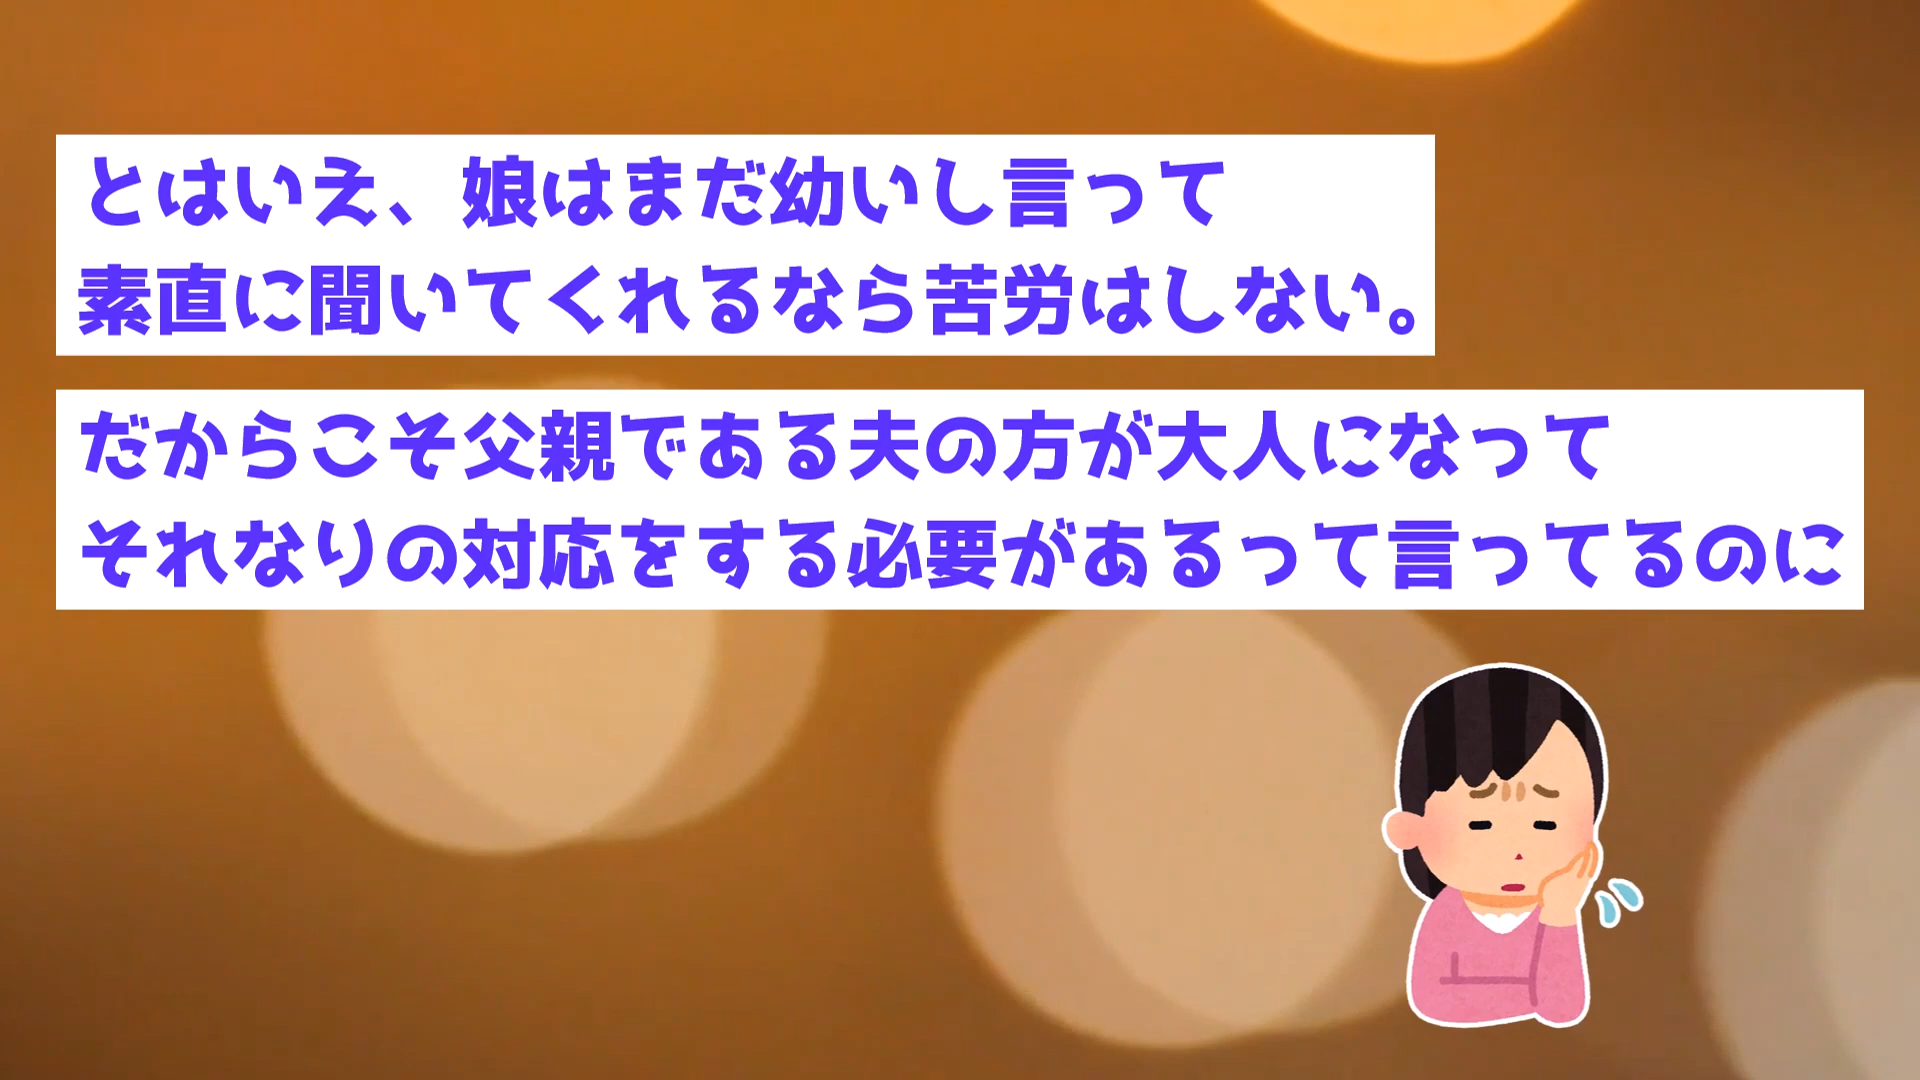 とはいえ、娘はまだ幼いし言って
素直に聞いてくれるなら苦労はしない。
だからこそ父親である夫の方が大人になって
それなりの対応をする必要があるって言ってるのに